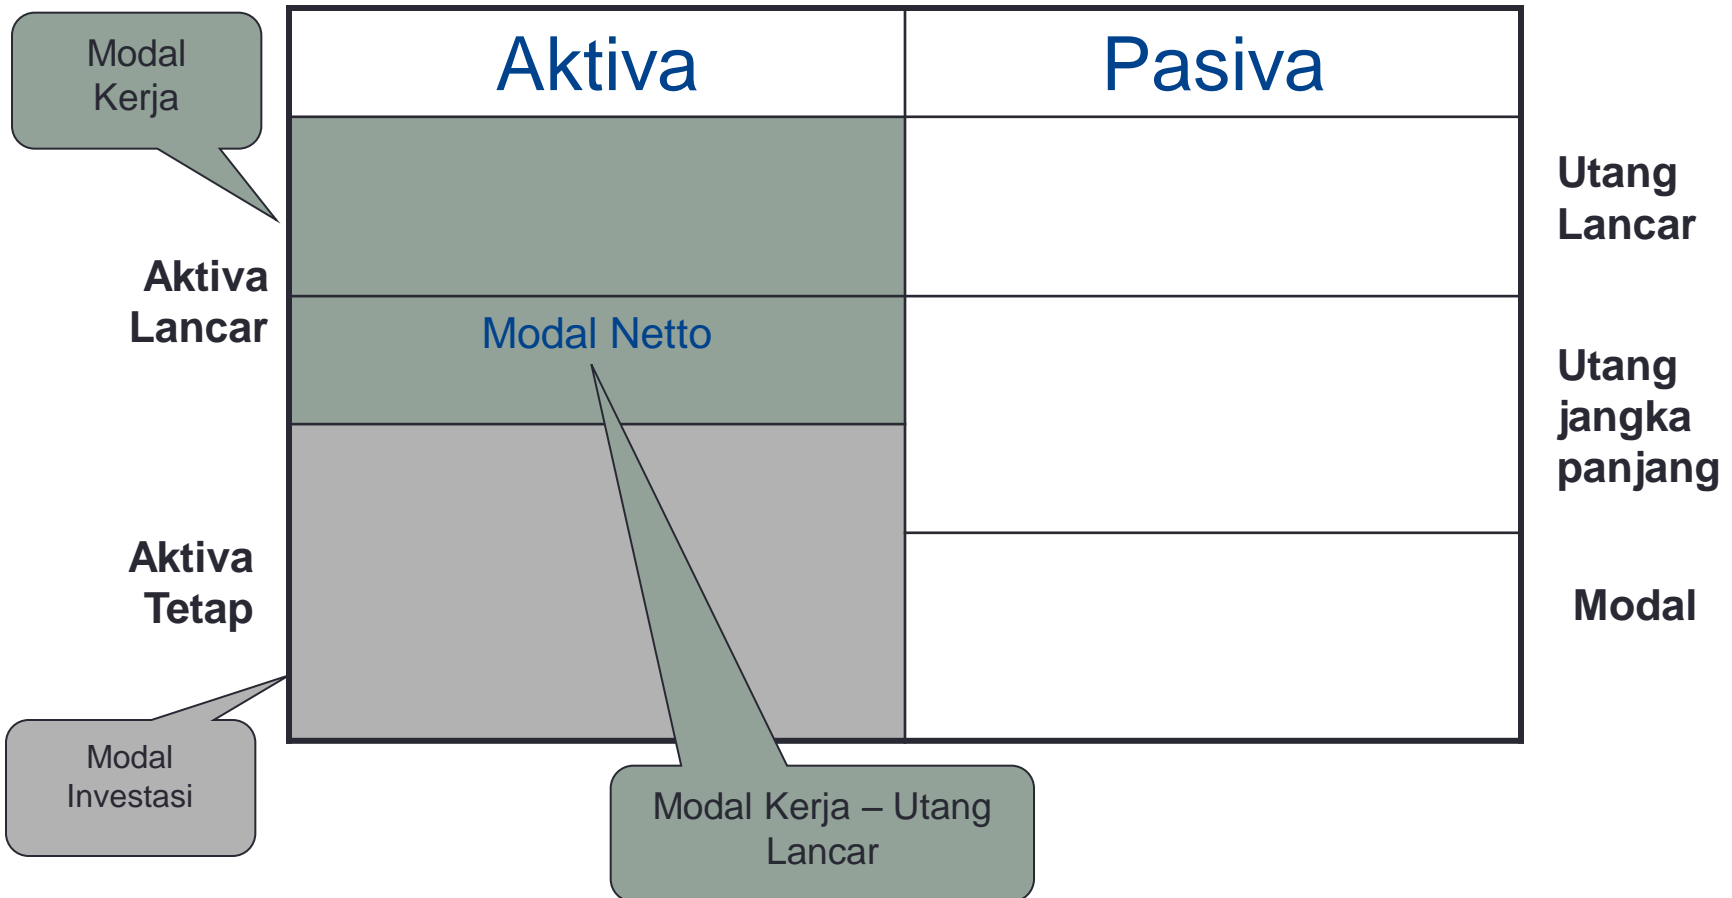 Modal
Kerja
Aktiva
Pasiva
Utang
Lancar
Aktiva
Lancar
Modal Netto
Utang
jangka
panjang
Aktiva
Tetap
Modal
Modal
Investasi
Modal Kerja – Utang
Lancar